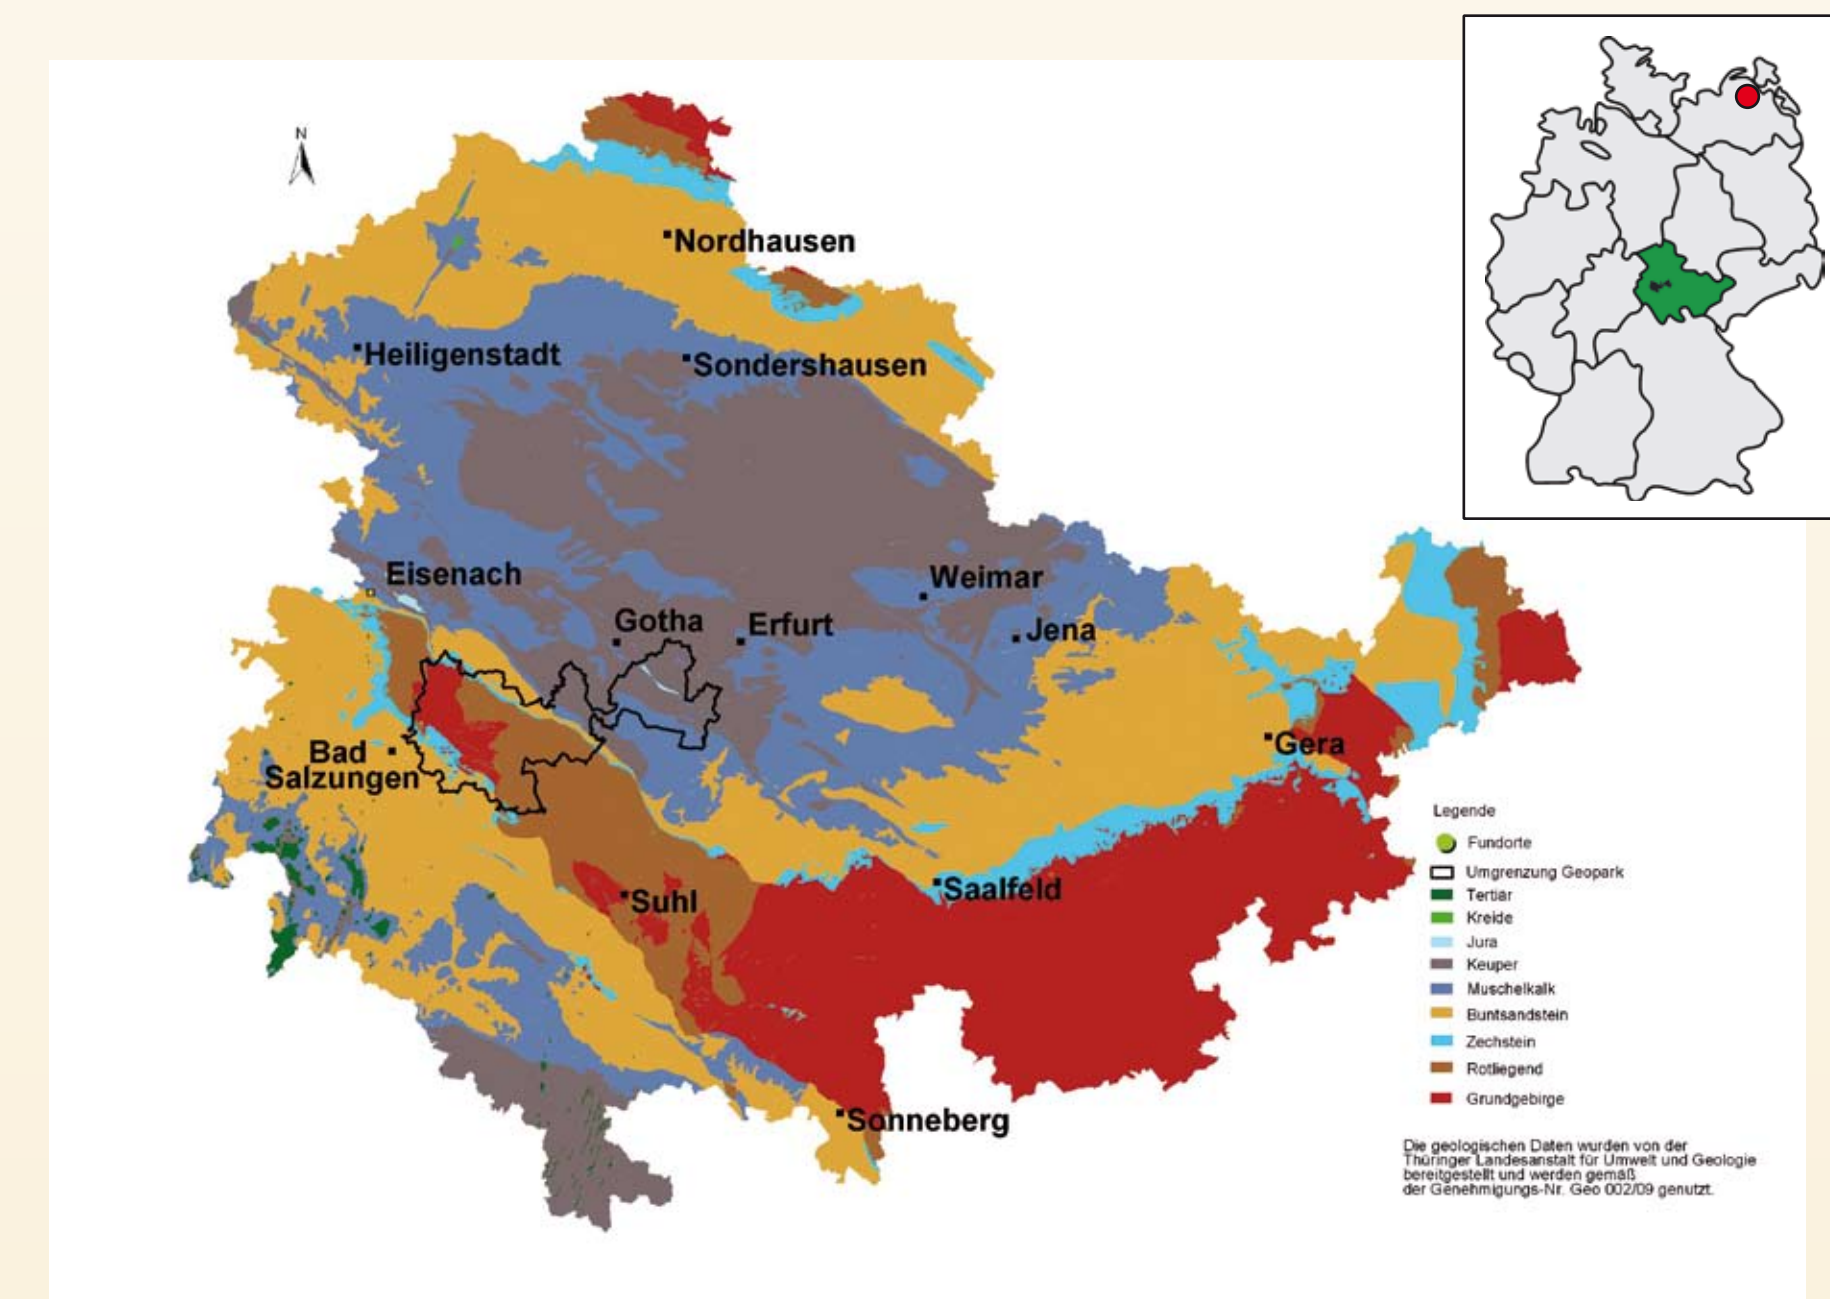 N
Nordhausen
Heiligenstadt
Sondershausen
Eisenach
Weimar
Gotha
Erfurt
Jena
Gera
Bad
Salzungen
Suhl
Saalfeld
Sonneberg
Legende
Fundorte
Umgrenzung Geopark
Tertiär
Kreide
Jura
Keuper
Muschelkalk
Buntsandstein
Zechstein
Rotliegend
Grundgebirge
Die geologischen Daten wurden von der
Thüringer Landesanstalt für Umwelt und Geologie
bereitgestellt und werden gemäß
der Genehmigungs-Nr. Geo 002/09 genutzt.